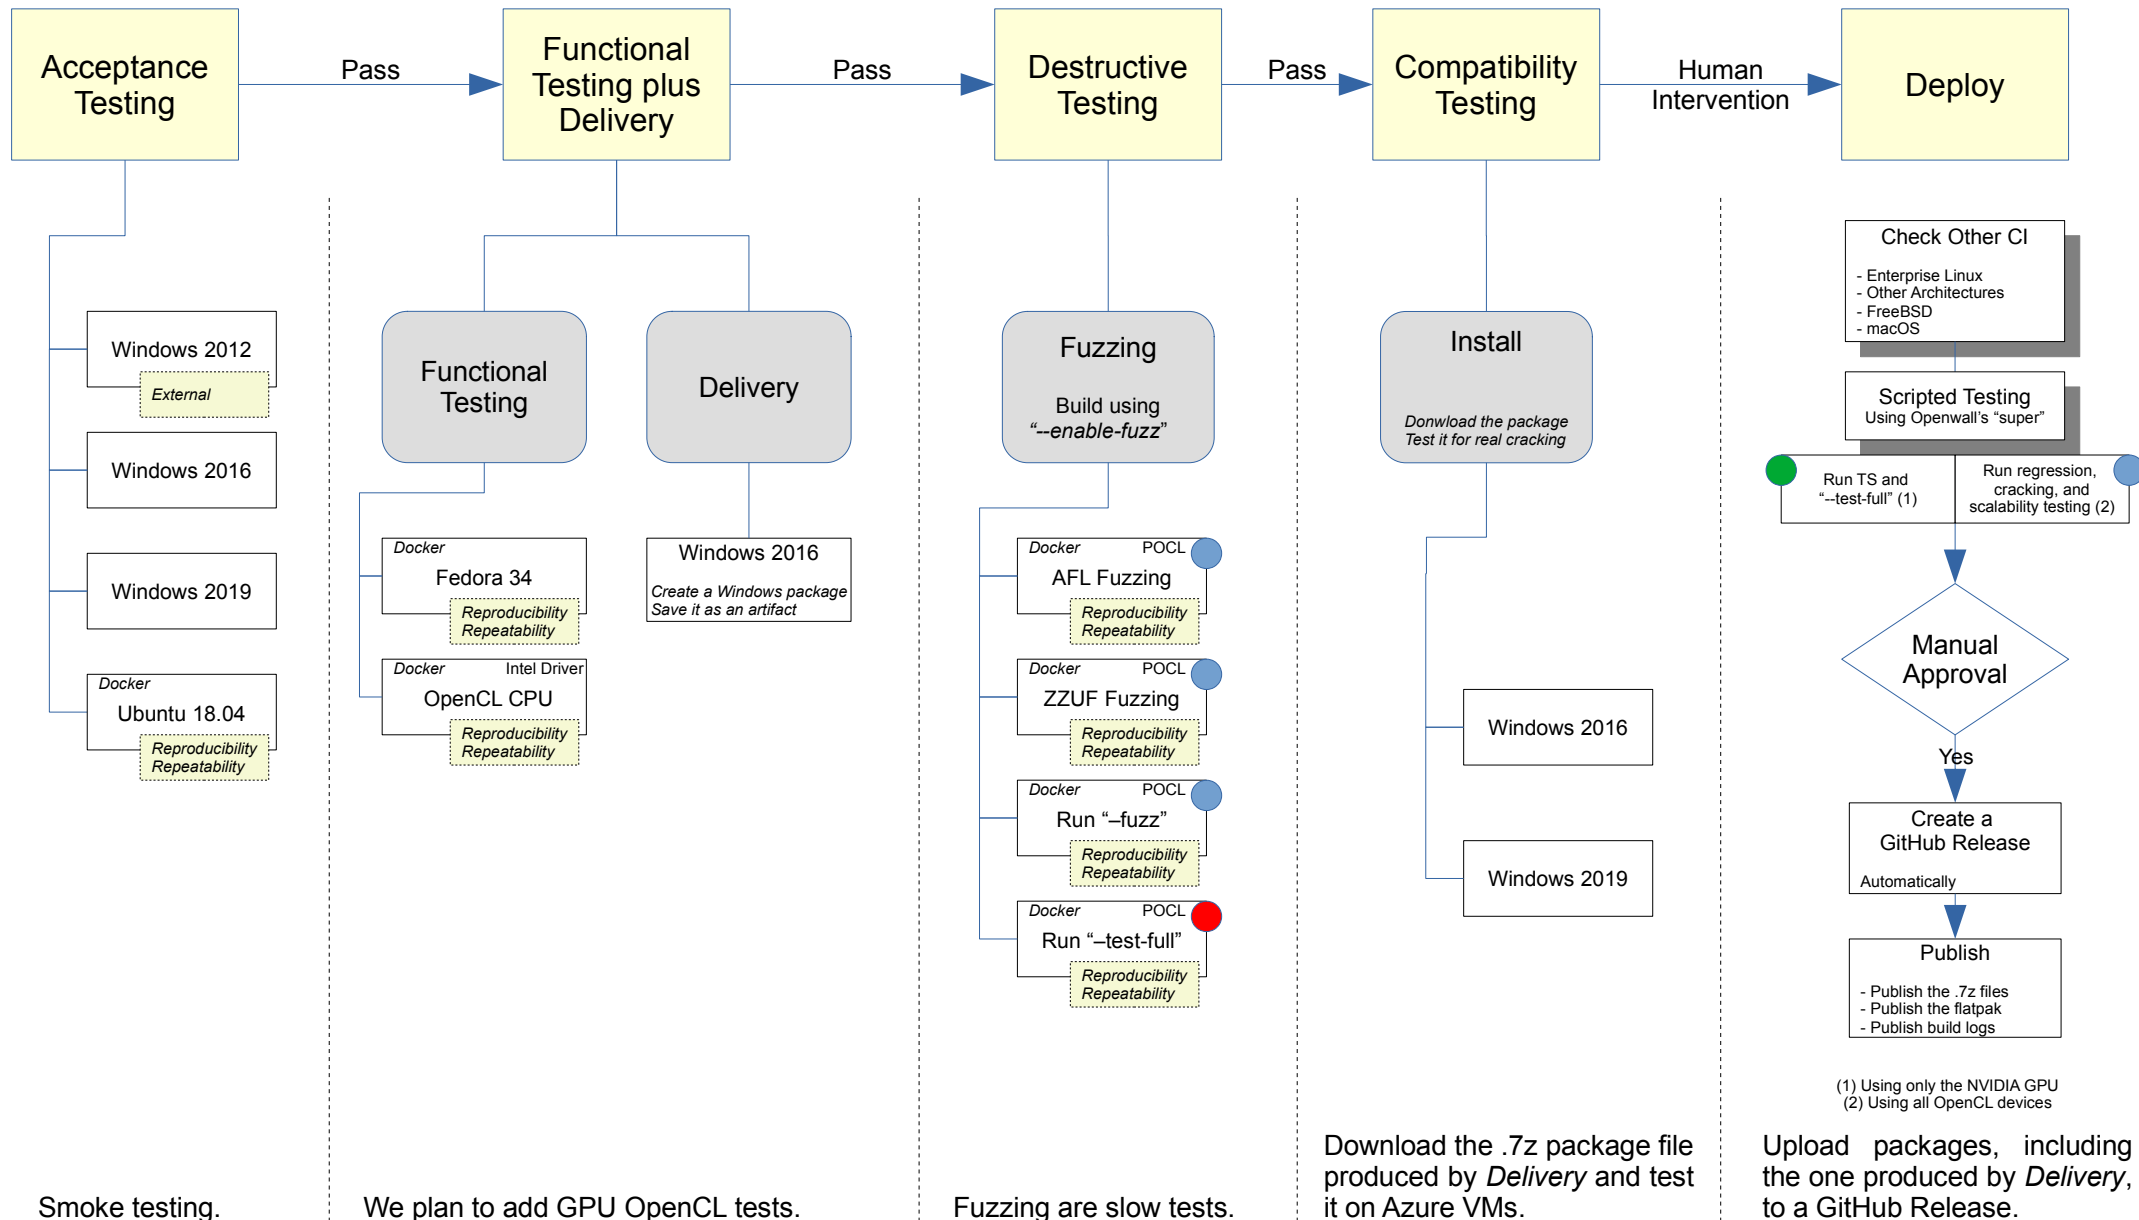 Acceptance
Testing
Pass
Functional
Testing plus
Delivery
Pass
Destructive
Testing
Pass
Compatibility
Testing
Human
Intervention
Deploy
Windows 2012
External
Windows 2016
Windows 2019
Docker
Ubuntu 18.04
Reproducibility
Repeatability
Smoke testing.
Functional
Testing
Docker
Fedora 34
Reproducibility
Repeatability
Docker Intel Driver
OpenCL CPU
Reproducibility
Repeatability
Delivery
Windows 2016
Create a Windows package
Save it as an artifact
We plan to add GPU OpenCL tests.
Fuzzing
Build using
“--enable-fuzz”
Docker POCL
AFL Fuzzing
Reproducibility
Repeatability
Docker POCL
ZZUF Fuzzing
Reproducibility
Repeatability
Docker POCL
Run “–fuzz”
Reproducibility
Repeatability
Docker POCL
Run “–test-full”
Reproducibility
Repeatability
Fuzzing are slow tests.
Install
Donwload the package
Test it for real cracking
Windows 2016
Windows 2019
Download the .7z package file
produced by Delivery and test
it on Azure VMs.
Check Other CI
- Enterprise Linux
- Other Architectures
- FreeBSD
- macOS
Scripted Testing
Using Openwall’s “super”
Run TS and
“--test-full” (1)
Run regression,
cracking, and
scalability testing (2)
Manual
Approval
Yes
Create a
GitHub Release
Automatically
Publish
- Publish the .7z files
- Publish the flatpak
- Publish build logs
(1) Using only the NVIDIA GPU
(2) Using all OpenCL devices
Upload packages, including
the one produced by Delivery,
to a GitHub Release.